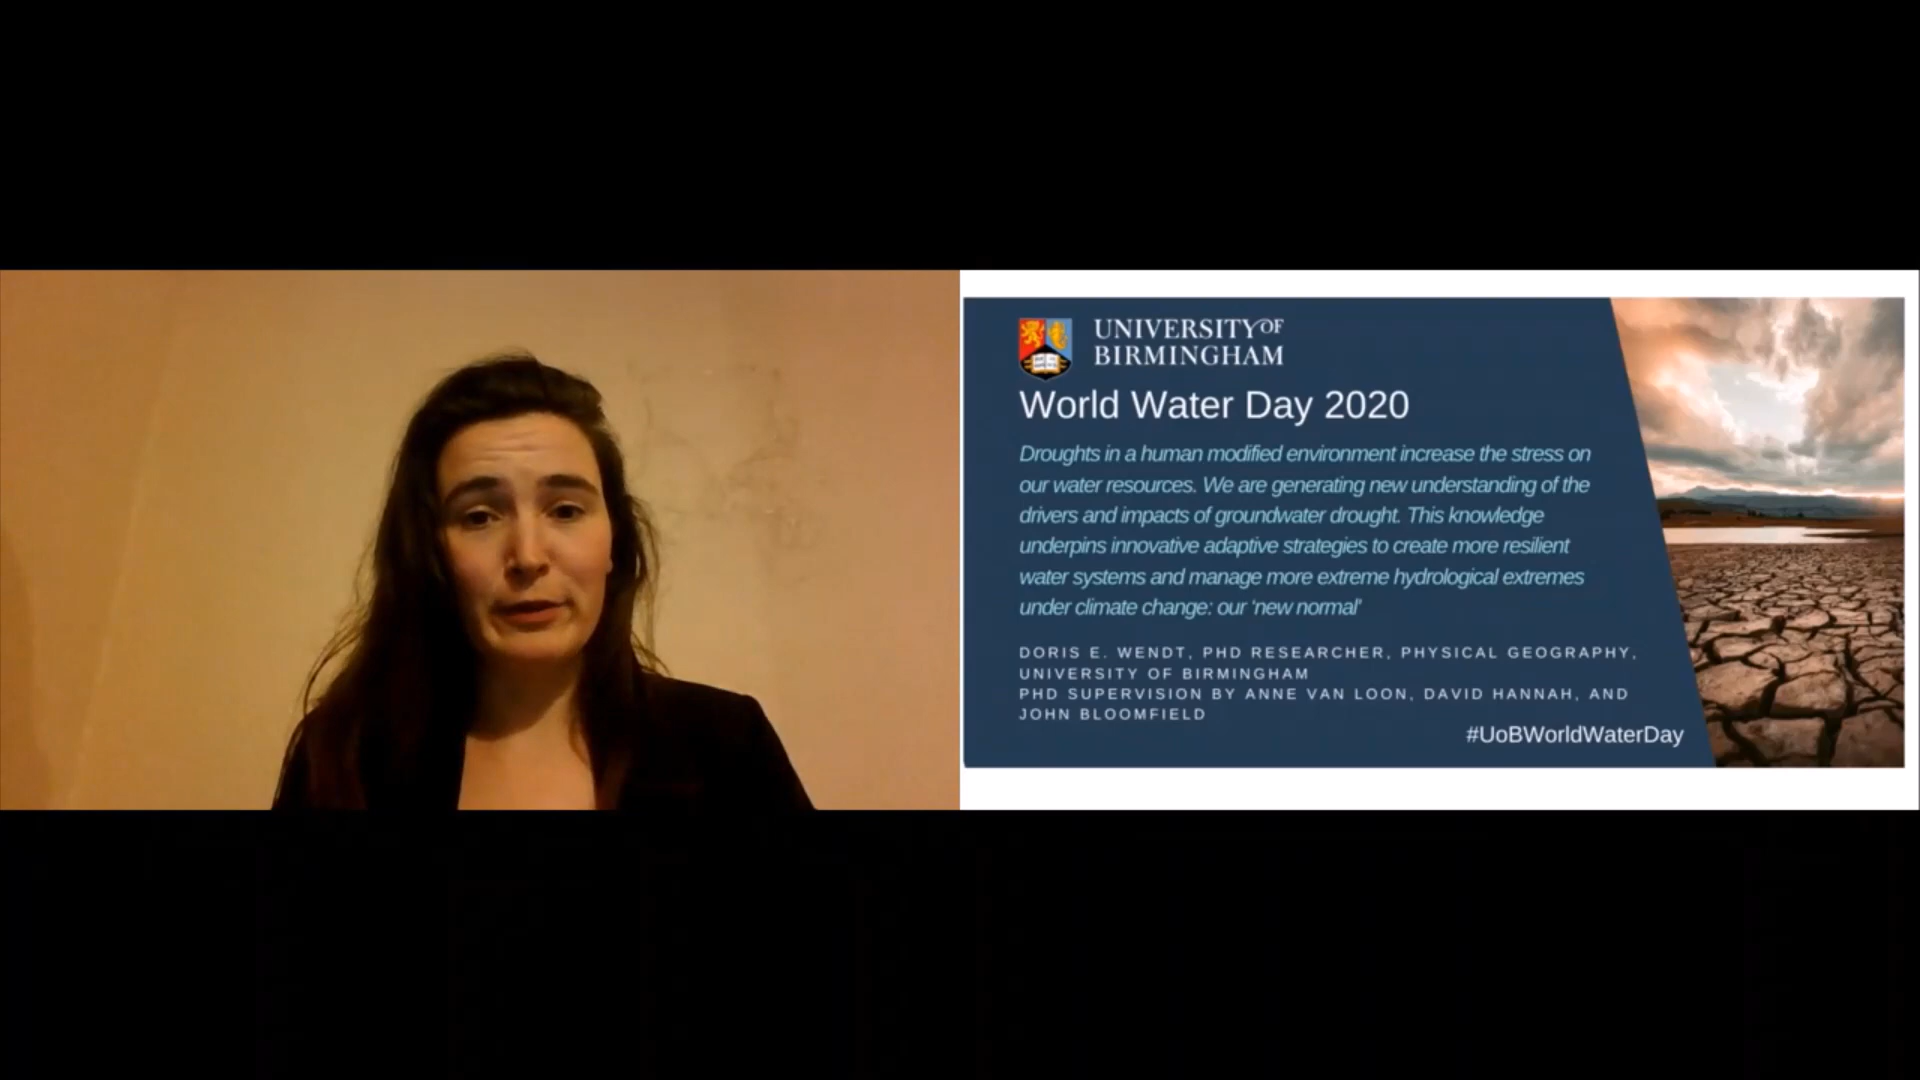 UNIVERSITY OF
BIRMINGHAM
World Water Day 2020
Droughts in a human modified environment increase the stress on
our water resources. We are generating new understanding of the
drivers and impacts of groundwater drought. This knowledge
underpins innovative adaptive strategies to create more resilient
water systems and manage more extreme hydrological extremes
under climate change: our ‘new normal’
DORIS E. WENDT, PHD RESEARCHER, PHYSICAL GEOGRAPHY,
UNIVERSITY OF BIRMINGHAM
PHD SUPERVISION BY ANNE VAN LOON, DAVID HANNAH, AND
JOHN BLOOMFIELD
#UoBWorldWaterDay